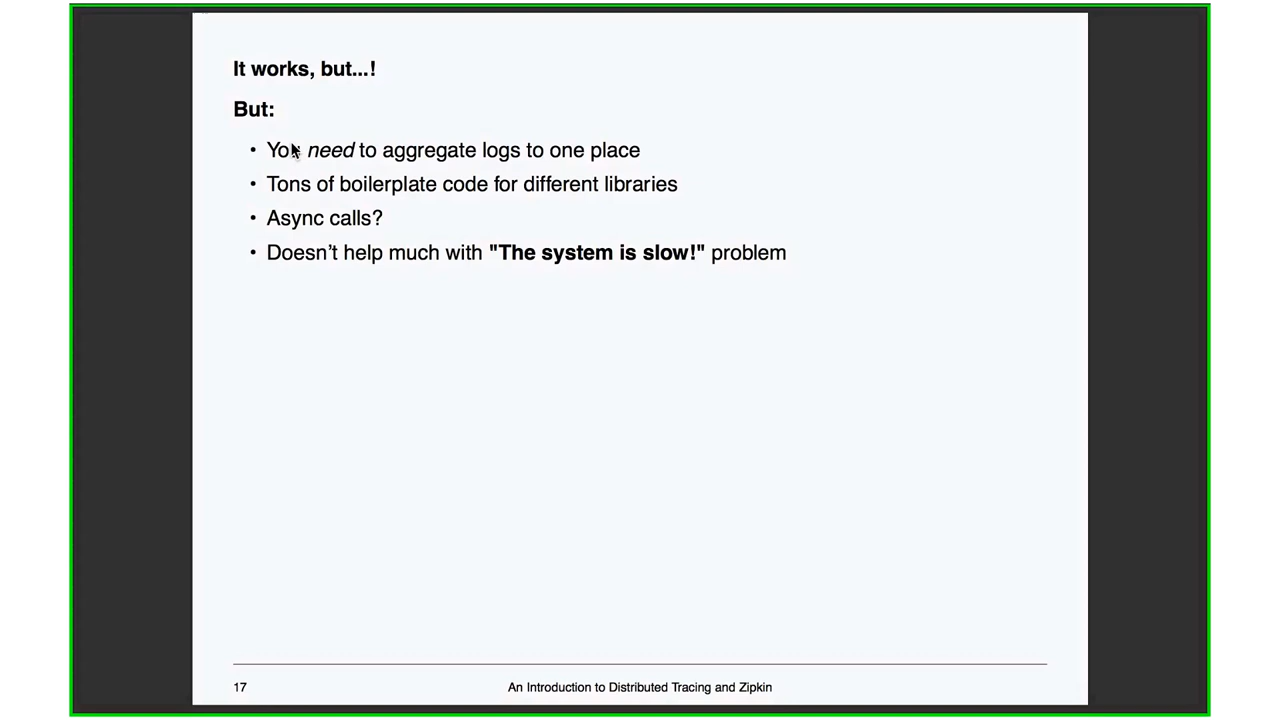 It works, but...!
But:
• You need to aggregate logs to one place
• Tons of boilerplate code for different libraries
• Async calls?
• Doesn’t help much with "The system is slow!" problem
17
An Introduction to Distributed Tracing and Zipkin